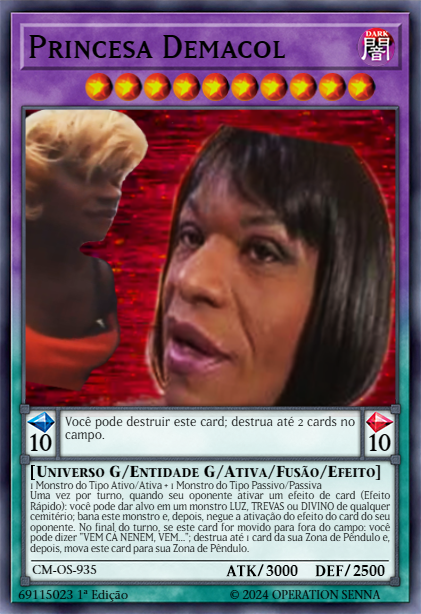 PRINCESA DEMACOL
DARK
闇
Você pode destruir este card; destrua até 2 cards no
campo.
10
10
[UNIVERSO G/ENTIDADE G/ATIVA/FUSÃO/EFEITO]
1 Monstro do Tipo Ativo/Ativa + 1 Monstro do Tipo Passivo/Passiva
Uma vez por turno, quando seu oponente ativar um efeito de card (Efeito
Rápido): você pode dar alvo em um monstro LUZ, TREVAS ou DIVINO de qualquer
cemitério; bana este monstro e, depois, negue a ativação do efeito do card do seu
oponente. No final do turno, se este card for movido para fora do campo: você
pode dizer "VEM CÁ NENÉM, VEM..."; destrua até 1 card da sua Zona de Pêndulo e,
depois, mova este card para sua Zona de Pêndulo.
CM-OS-935
ATK/3000 DEF/2500
69115023 1ª Edição
© 2024 OPERATION SENNA